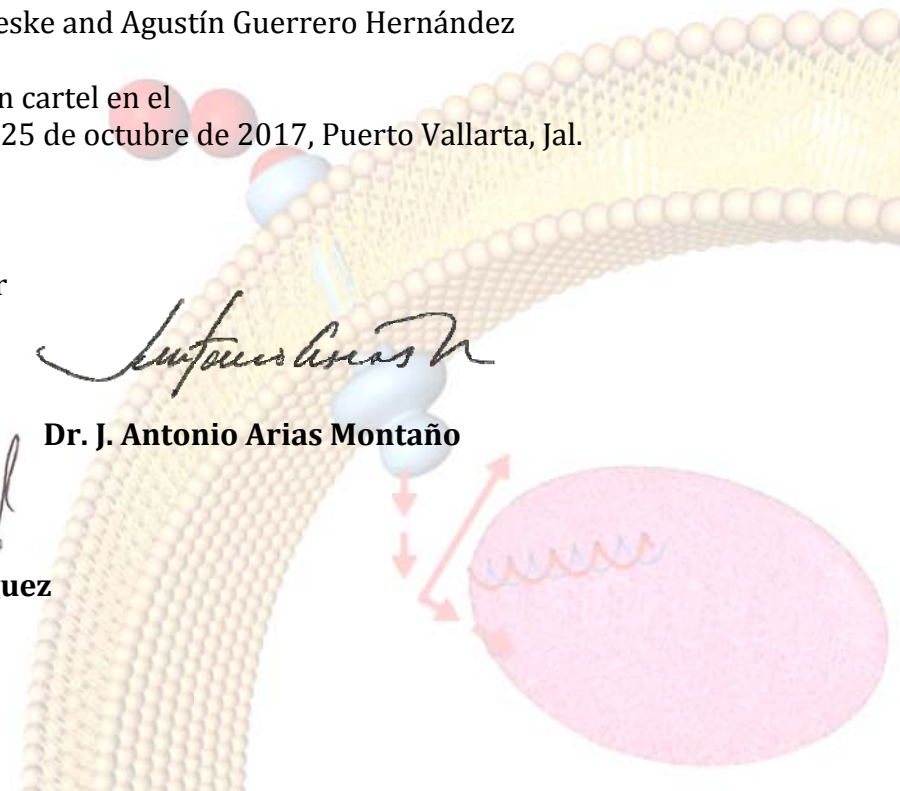 eske and Agustín Guerrero Hernández
n cartel en el
25 de octubre de 2017, Puerto Vallarta, Jal.
r
Dr. J. Antonio Arias Montaño
uez